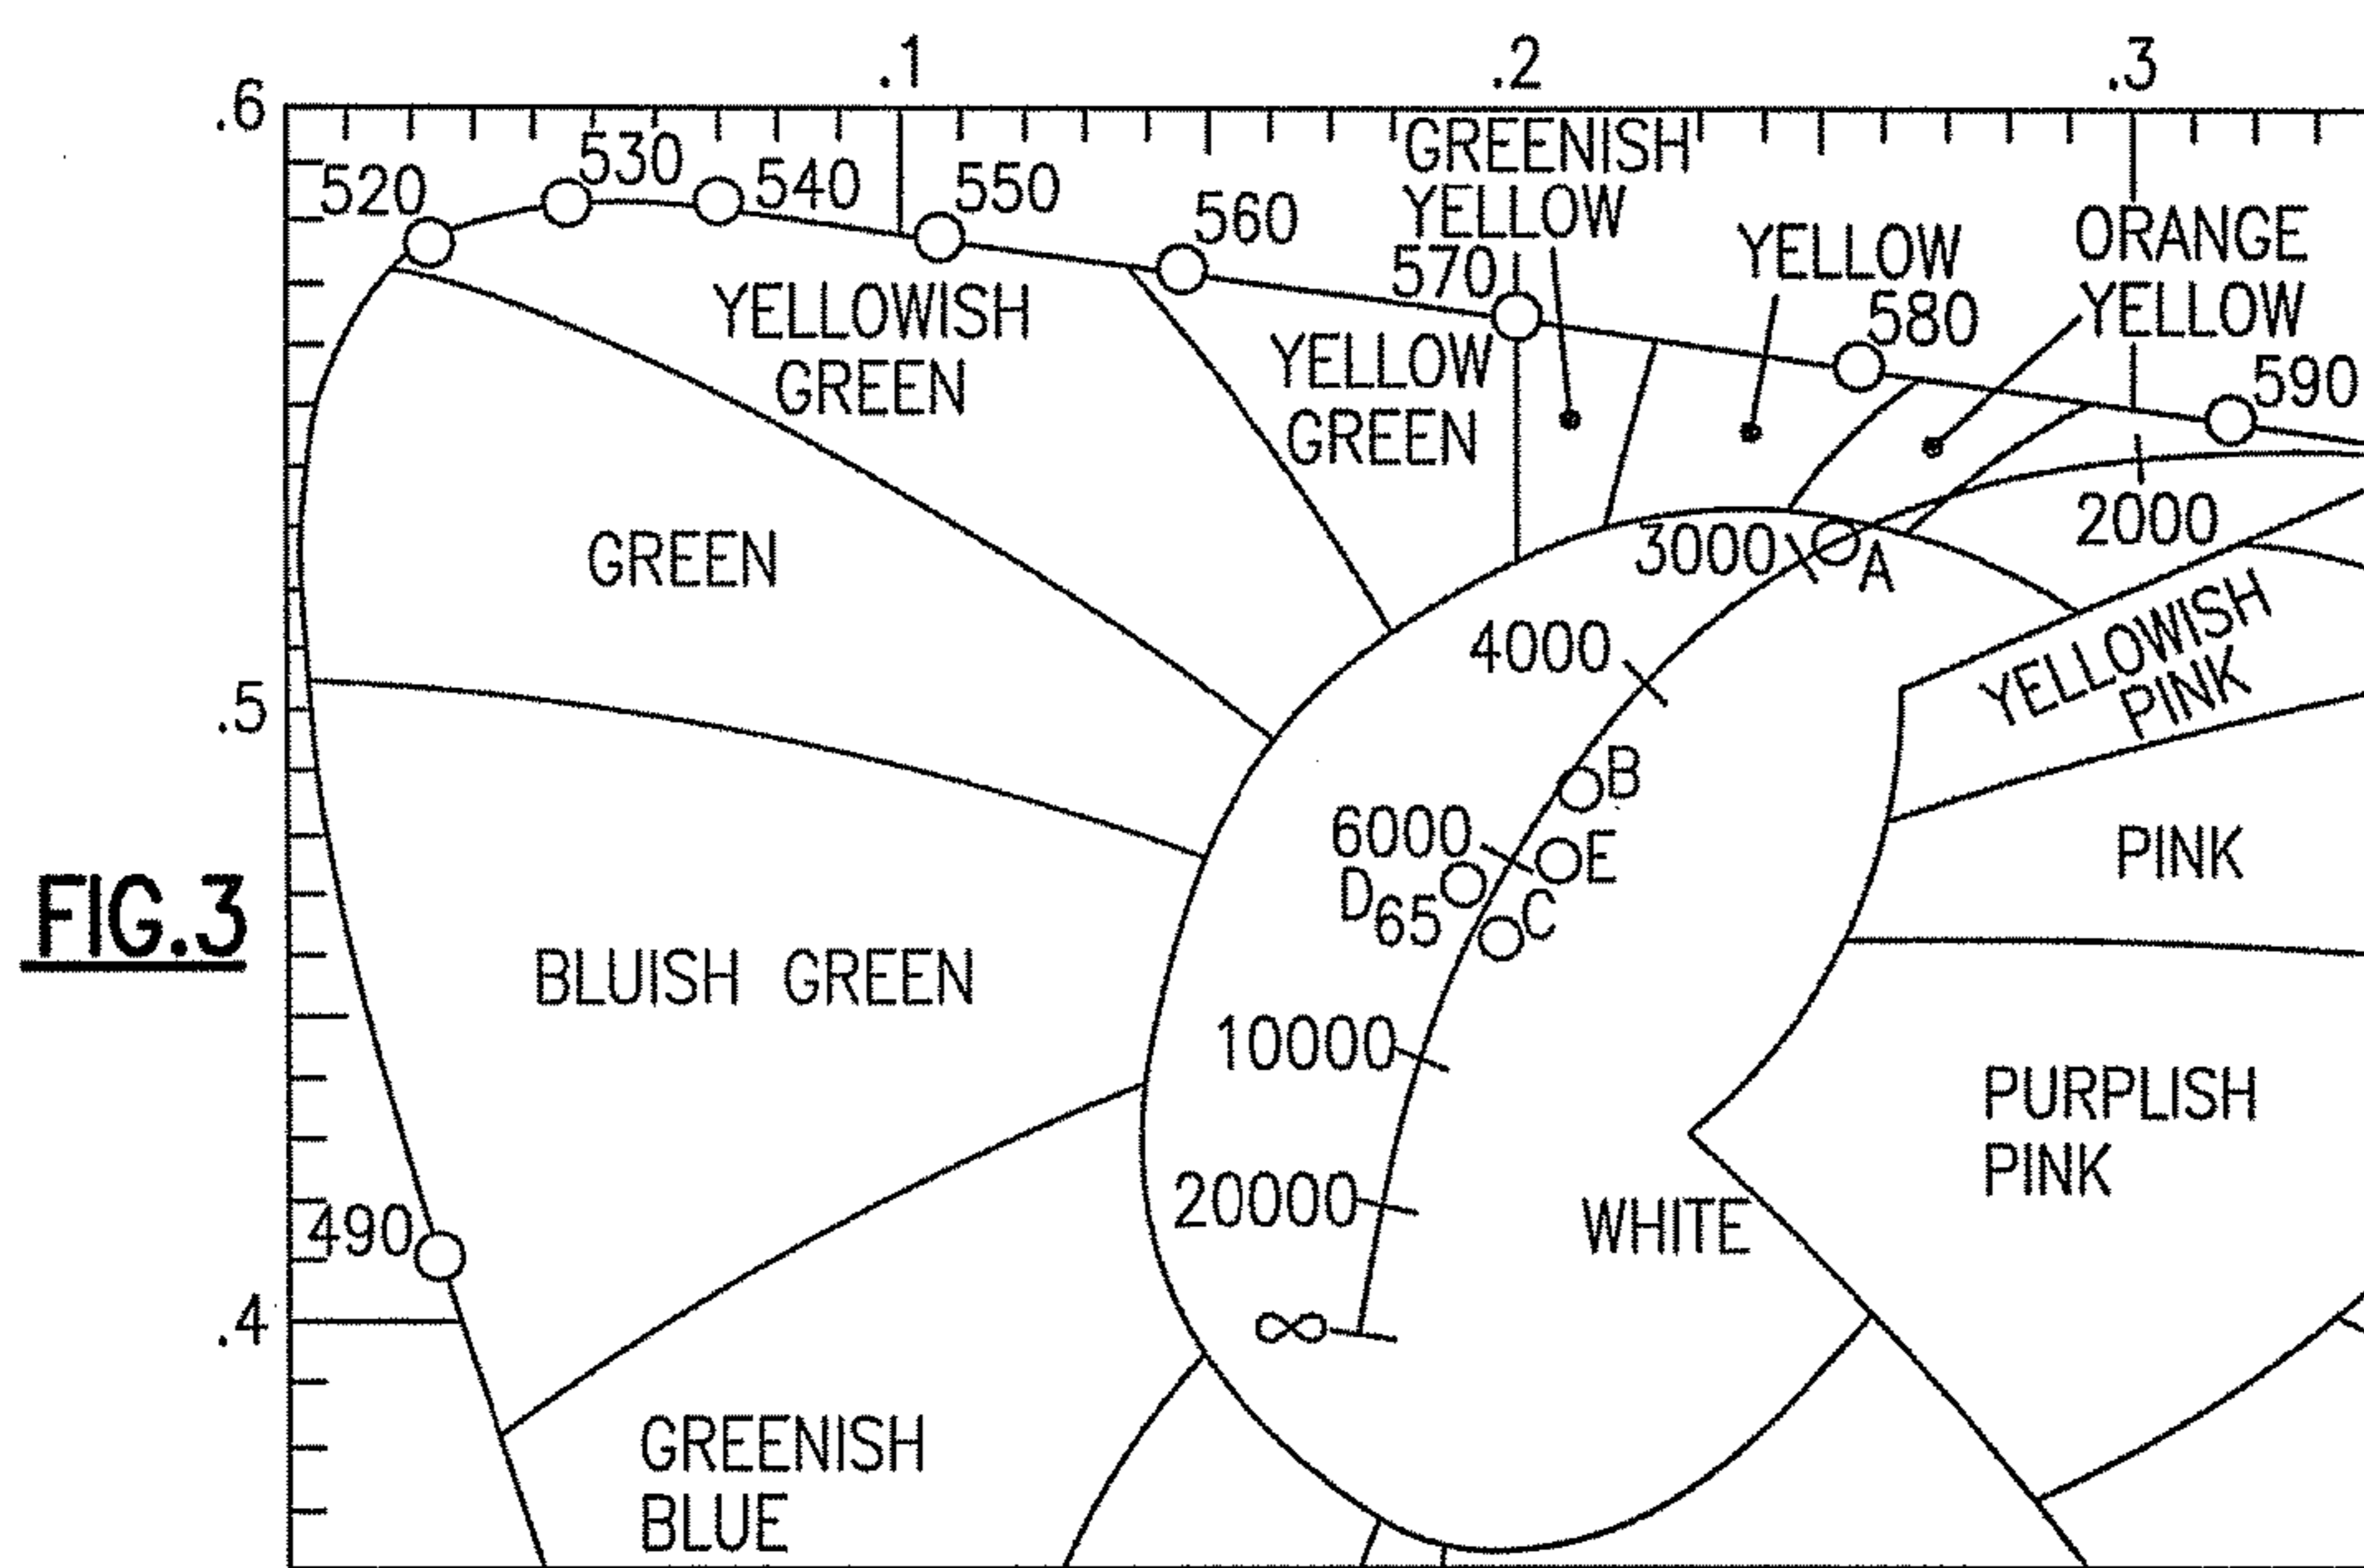 .1
.2
.3
.6
520
530
540
550
560
GREENISH
YELLOW
570
YELLOW
580
ORANGE
YELLOW
590
YELLOWISH
GREEN
YELLOW
GREEN
GREEN
3000
A
2000
4000
YELLOWISH
PINK
.5
B
6000
E
D65
C
PINK
FIG.3
BLUISH GREEN
10000
PURPLISH
PINK
20000
WHITE
490
.4
∞
GREENISH
BLUE